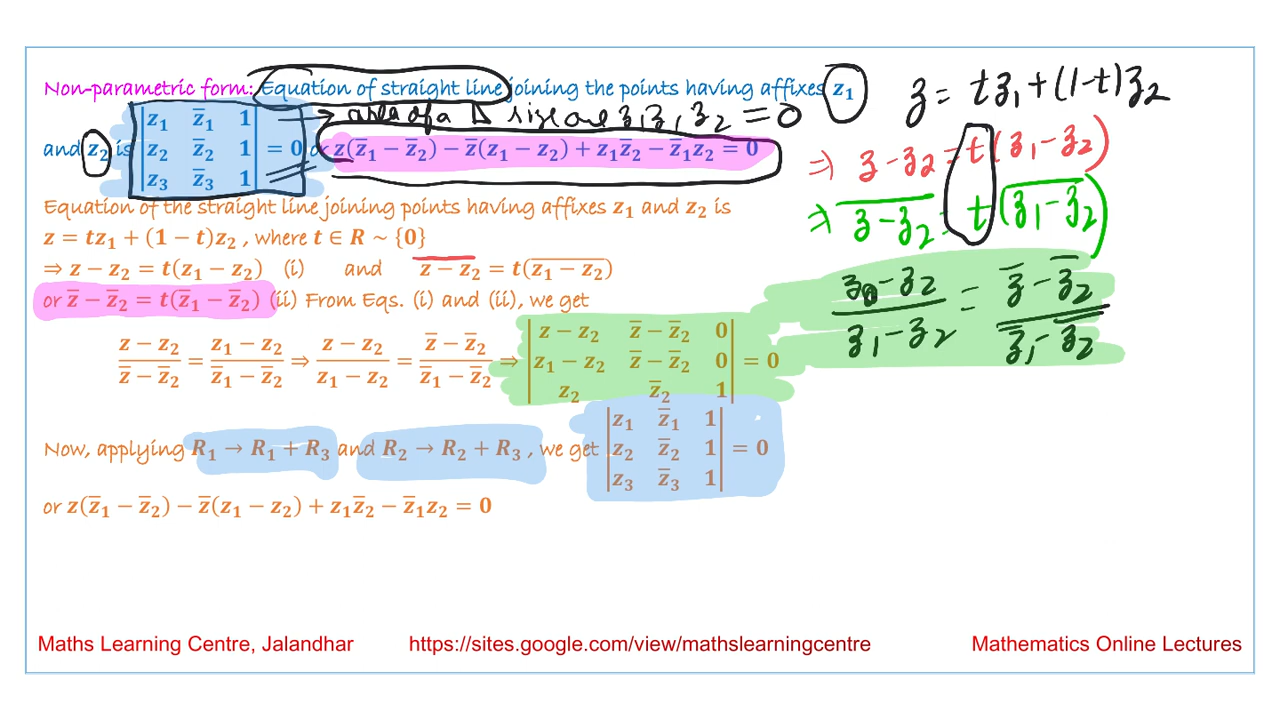 Non-parametric form: Equation of straight line joining the points having affixes z₁
and z₂ is |z₁ z̄₁ 1; z₂ z̄₂ 1; z₃ z̄₃ 1| = 0 or z(z̄₁ − z̄₂) − z̄(z₁ − z₂) + z₁z̄₂ − z̄₁z₂ = 0
→ area of a Δ = 0
Equation of the straight line joining points having affixes z₁ and z₂ is
z = tz₁ + (1 − t)z₂ , where t ∈ R ~ {0}
⇒ z − z₂ = t(z₁ − z₂) (i) and \overline{z − z₂} = t(\overline{z₁ − z₂})
or z̄ − z̄₂ = t(z̄₁ − z̄₂) (ii) From Eqs. (i) and (ii), we get
(z − z₂)/(z̄ − z̄₂) = (z₁ − z₂)/(z̄₁ − z̄₂) ⇒ (z − z₂)/(z₁ − z₂) = (z̄ − z̄₂)/(z̄₁ − z̄₂) ⇒ |z − z₂ z̄ − z̄₂ 0; z₁ − z₂ z̄ − z̄₂ 0; z₂ z̄₂ 1| = 0
Now, applying R₁ → R₁ + R₃ and R₂ → R₂ + R₃ , we get |z₁ z̄₁ 1; z₂ z̄₂ 1; z₃ z̄₃ 1| = 0
or z(z̄₁ − z̄₂) − z̄(z₁ − z₂) + z₁z̄₂ − z̄₁z₂ = 0
z = tz₁ + (1−t)z₂
⇒ z − z₂ = t(z₁ − z₂)
⇒ \overline{z − z₂} = t(\overline{z₁ − z₂})
(z − z₂)/(z₁ − z₂) = (z̄ − z̄₂)/(z̄₁ − z̄₂)
Maths Learning Centre, Jalandhar https://sites.google.com/view/mathslearningcentre Mathematics Online Lectures